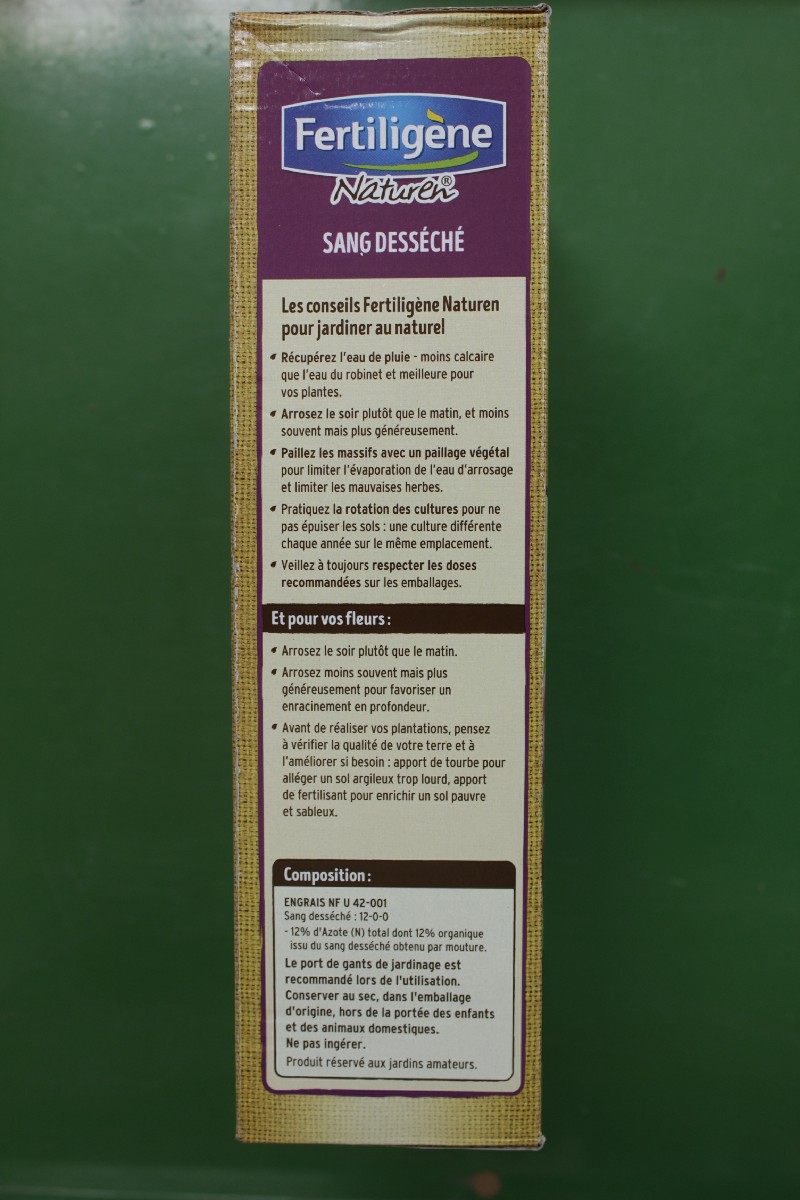 Fertiligène
Naturen®
SANG DESSÉCHÉ
Les conseils Fertiligène Naturen
pour jardiner au naturel
Récupérez l'eau de pluie - moins calcaire
que l'eau du robinet et meilleure pour
vos plantes.
Arrosez le soir plutôt que le matin, et moins
souvent mais plus généreusement.
Paillez les massifs avec un paillage végétal
pour limiter l'évaporation de l'eau d'arrosage
et limiter les mauvaises herbes.
Pratiquez la rotation des cultures pour ne
pas épuiser les sols : une culture différente
chaque année sur le même emplacement.
Veillez à toujours respecter les doses
recommandées sur les emballages.
Et pour vos fleurs :
Arrosez le soir plutôt que le matin.
Arrosez moins souvent mais plus
généreusement pour favoriser un
enracinement en profondeur.
Avant de réaliser vos plantations, pensez
à vérifier la qualité de votre terre et à
l'améliorer si besoin : apport de tourbe pour
alléger un sol argileux trop lourd, apport
de fertilisant pour enrichir un sol pauvre
et sableux.
Composition :
ENGRAIS NF U 42-001
Sang desséché : 12-0-0
- 12% d'Azote (N) total dont 12% organique
issu du sang desséché obtenu par mouture.
Le port de gants de jardinage est
recommandé lors de l'utilisation.
Conserver au sec, dans l'emballage
d'origine, hors de la portée des enfants
et des animaux domestiques.
Ne pas ingérer.
Produit réservé aux jardins amateurs.